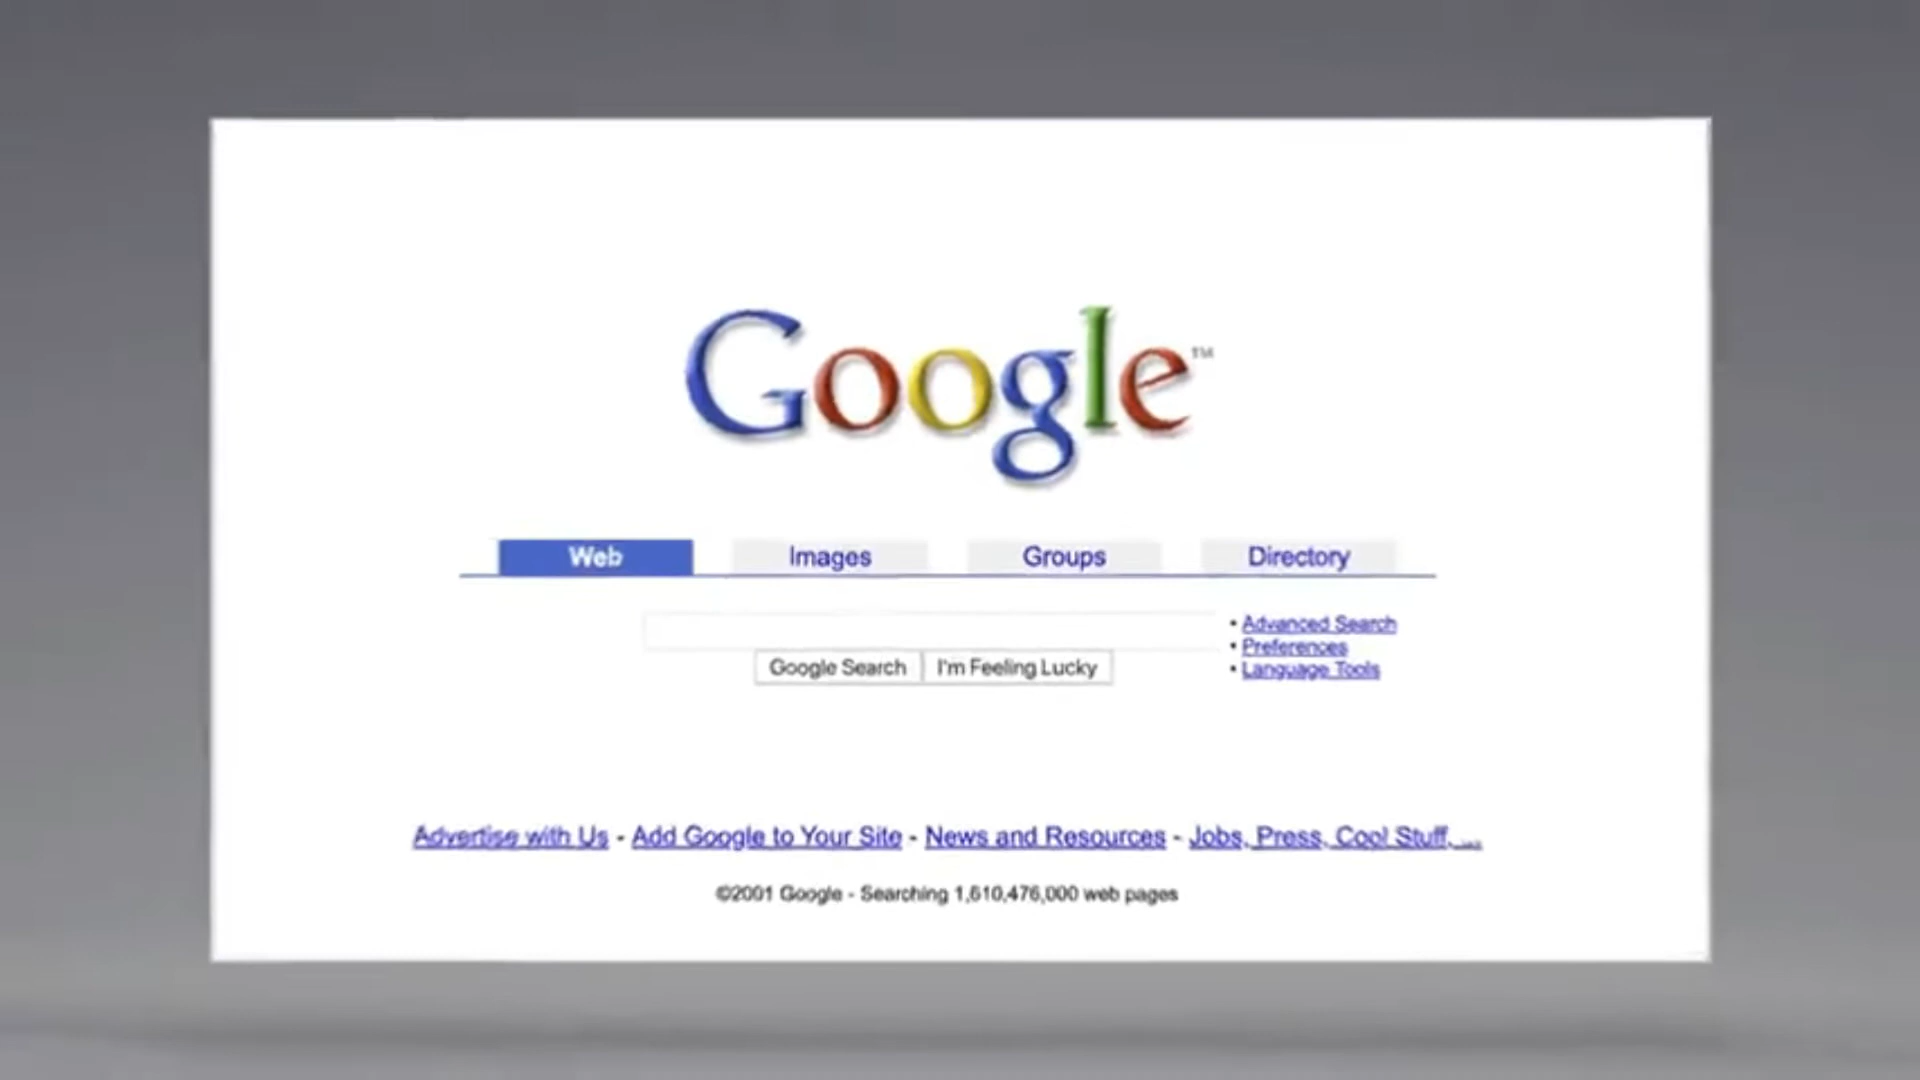 Google™
Web Images Groups Directory
• Advanced Search
• Preferences
• Language Tools
Google Search I'm Feeling Lucky
Advertise with Us - Add Google to Your Site - News and Resources - Jobs, Press, Cool Stuff, ...
©2001 Google - Searching 1,610,476,000 web pages